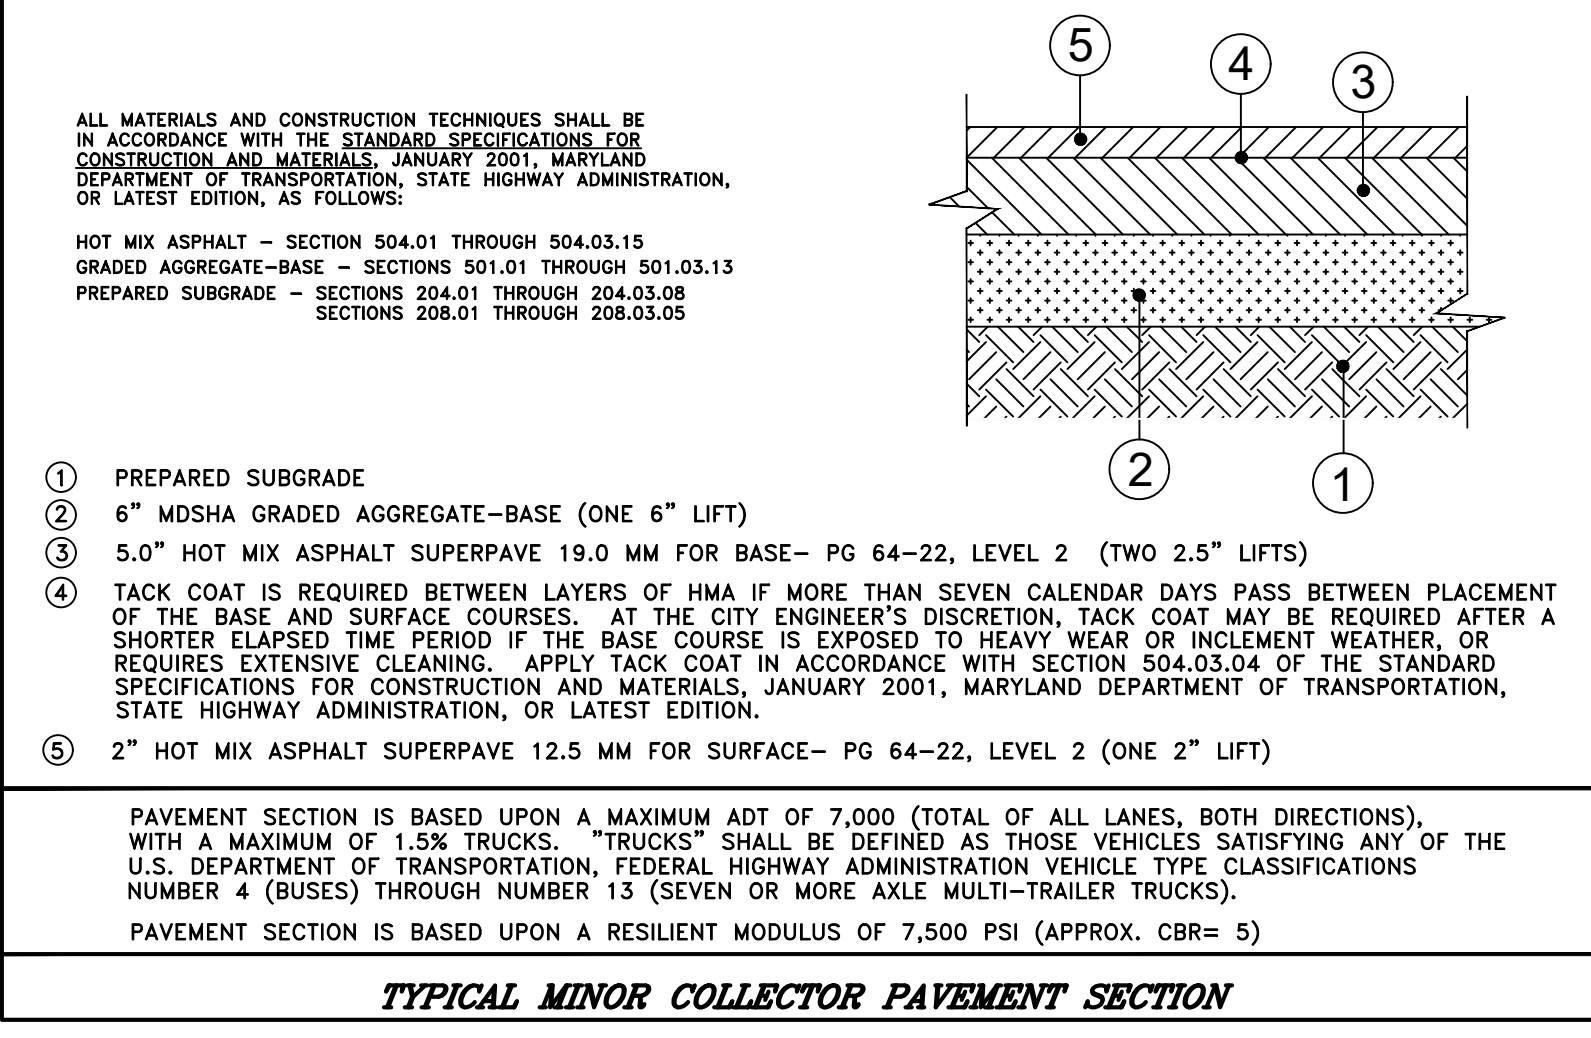 5
4
3
ALL MATERIALS AND CONSTRUCTION TECHNIQUES SHALL BE
IN ACCORDANCE WITH THE STANDARD SPECIFICATIONS FOR
CONSTRUCTION AND MATERIALS, JANUARY 2001, MARYLAND
DEPARTMENT OF TRANSPORTATION, STATE HIGHWAY ADMINISTRATION,
OR LATEST EDITION, AS FOLLOWS:
HOT MIX ASPHALT – SECTION 504.01 THROUGH 504.03.15
GRADED AGGREGATE–BASE – SECTIONS 501.01 THROUGH 501.03.13
PREPARED SUBGRADE – SECTIONS 204.01 THROUGH 204.03.08
SECTIONS 208.01 THROUGH 208.03.05
2
1
1 PREPARED SUBGRADE
2 6” MDSHA GRADED AGGREGATE–BASE (ONE 6” LIFT)
3 5.0” HOT MIX ASPHALT SUPERPAVE 19.0 MM FOR BASE– PG 64–22, LEVEL 2 (TWO 2.5” LIFTS)
4 TACK COAT IS REQUIRED BETWEEN LAYERS OF HMA IF MORE THAN SEVEN CALENDAR DAYS PASS BETWEEN PLACEMENT
OF THE BASE AND SURFACE COURSES. AT THE CITY ENGINEER'S DISCRETION, TACK COAT MAY BE REQUIRED AFTER A
SHORTER ELAPSED TIME PERIOD IF THE BASE COURSE IS EXPOSED TO HEAVY WEAR OR INCLEMENT WEATHER, OR
REQUIRES EXTENSIVE CLEANING. APPLY TACK COAT IN ACCORDANCE WITH SECTION 504.03.04 OF THE STANDARD
SPECIFICATIONS FOR CONSTRUCTION AND MATERIALS, JANUARY 2001, MARYLAND DEPARTMENT OF TRANSPORTATION,
STATE HIGHWAY ADMINISTRATION, OR LATEST EDITION.
5 2” HOT MIX ASPHALT SUPERPAVE 12.5 MM FOR SURFACE– PG 64–22, LEVEL 2 (ONE 2” LIFT)
PAVEMENT SECTION IS BASED UPON A MAXIMUM ADT OF 7,000 (TOTAL OF ALL LANES, BOTH DIRECTIONS),
WITH A MAXIMUM OF 1.5% TRUCKS. ”TRUCKS” SHALL BE DEFINED AS THOSE VEHICLES SATISFYING ANY OF THE
U.S. DEPARTMENT OF TRANSPORTATION, FEDERAL HIGHWAY ADMINISTRATION VEHICLE TYPE CLASSIFICATIONS
NUMBER 4 (BUSES) THROUGH NUMBER 13 (SEVEN OR MORE AXLE MULTI–TRAILER TRUCKS).
PAVEMENT SECTION IS BASED UPON A RESILIENT MODULUS OF 7,500 PSI (APPROX. CBR= 5)
TYPICAL MINOR COLLECTOR PAVEMENT SECTION